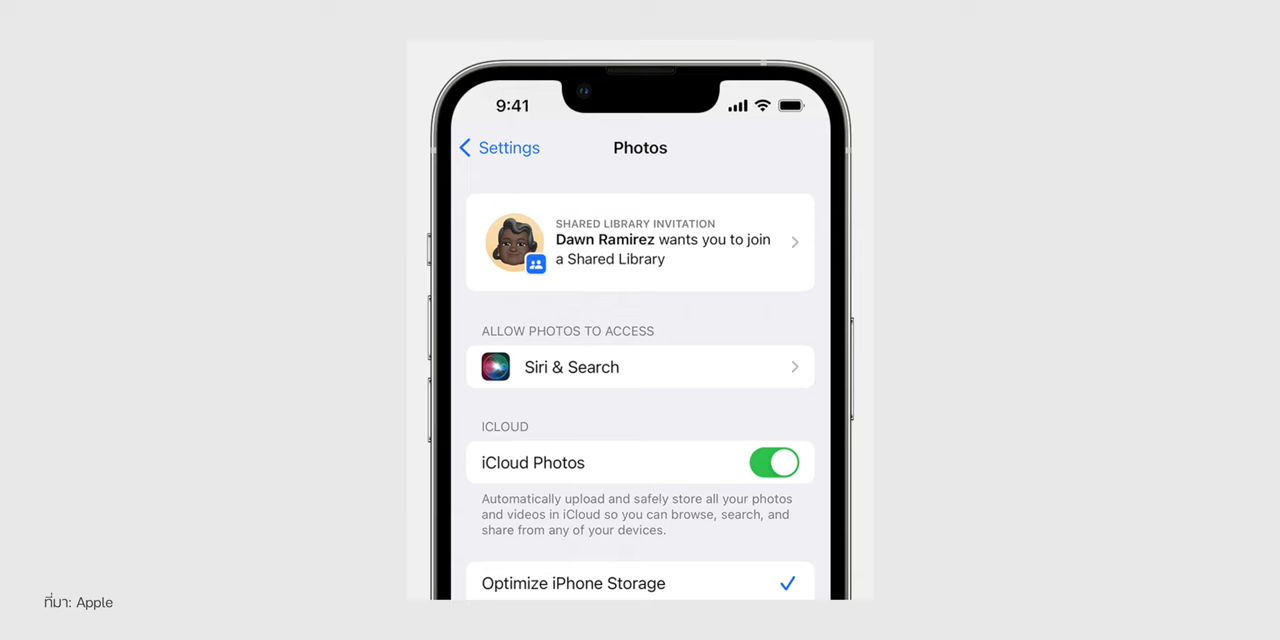 9:41
Settings
Photos
SHARED LIBRARY INVITATION
Dawn Ramirez wants you to join
a Shared Library
ALLOW PHOTOS TO ACCESS
Siri & Search
ICLOUD
iCloud Photos
Automatically upload and safely store all your photos
and videos in iCloud so you can browse, search, and
share from any of your devices.
Optimize iPhone Storage
ที่มา: Apple